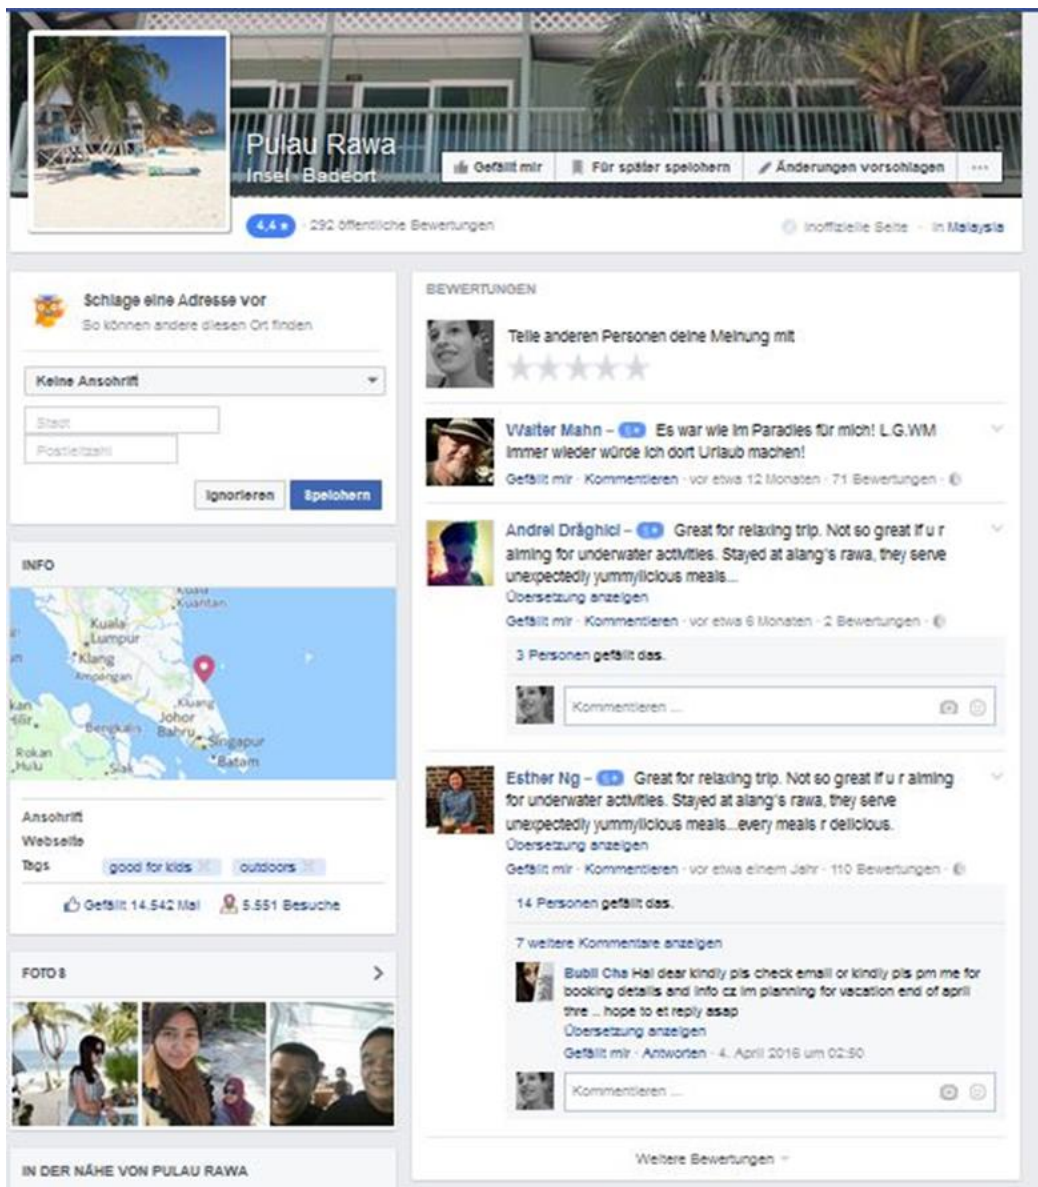 Pulau Rawa
Insel Badeort
Gefällt mir
Für später speichern
Änderungen vorschlagen
...
4,4 ★ · 292 öffentliche Bewertungen
Inoffizielle Seite · in Malaysia
Schlage eine Adresse vor
So können andere diesen Ort finden
Keine Anschrift
Stadt
Postleitzahl
Ignorieren
Speichern
INFO
Kuala
Kuantan
Kuala
Lumpur
Klang
Ampangan
Kluang
Johor
Bahru
Bengkalis
Singapur
Batam
Rokan
Hulu
Siak
Anschrift
Webseite
Tags good for kids outdoors
Gefällt 14.542 Mal 5.551 Besuche
FOTOS
IN DER NÄHE VON PULAU RAWA
BEWERTUNGEN
Teile anderen Personen deine Meinung mit
Walter Mahn – 5★ Es war wie im Paradies für mich! L.G.WM
Immer wieder würde ich dort Urlaub machen!
Gefällt mir · Kommentieren · vor etwa 12 Monaten · 71 Bewertungen ·
Andrei Drăghici – 5★ Great for relaxing trip. Not so great if u r
aiming for underwater activities. Stayed at alang's rawa, they serve
unexpectedly yummylicious meals...
Übersetzung anzeigen
Gefällt mir · Kommentieren · vor etwa 6 Monaten · 2 Bewertungen ·
3 Personen gefällt das.
Kommentieren ...
Esther Ng – 5★ Great for relaxing trip. Not so great if u r aiming
for underwater activities. Stayed at alang's rawa, they serve
unexpectedly yummylicious meals...every meals r delicious.
Übersetzung anzeigen
Gefällt mir · Kommentieren · vor etwa einem Jahr · 110 Bewertungen ·
14 Personen gefällt das.
7 weitere Kommentare anzeigen
Bubli Cha Hai dear kindly pls check email or kindly pls pm me for
booking details and info cz im planning for vacation end of april
thre .. hope to et reply asap
Übersetzung anzeigen
Gefällt mir · Antworten · 4. April 2016 um 02:50
Kommentieren ...
Weitere Bewertungen